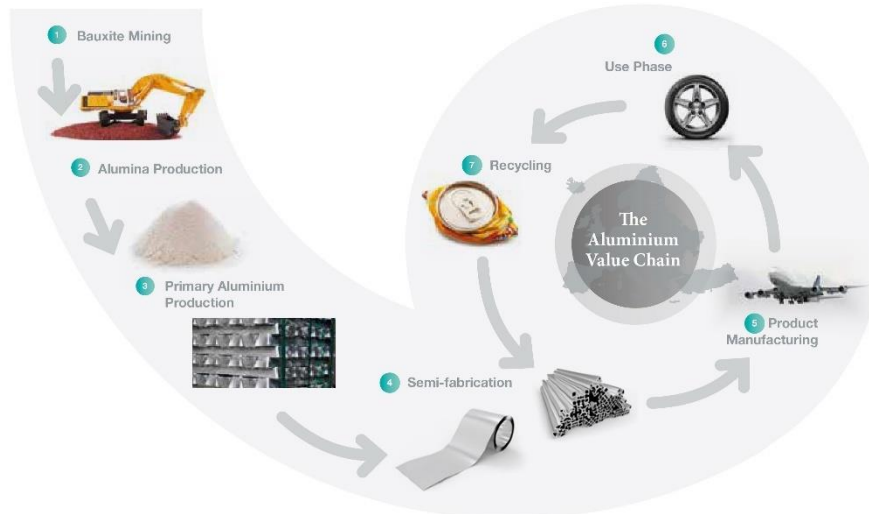 1 Bauxite Mining
2 Alumina Production
3 Primary Aluminium
Production
4 Semi-fabrication
5 Product
Manufacturing
6
Use Phase
7 Recycling
The
Aluminium
Value Chain